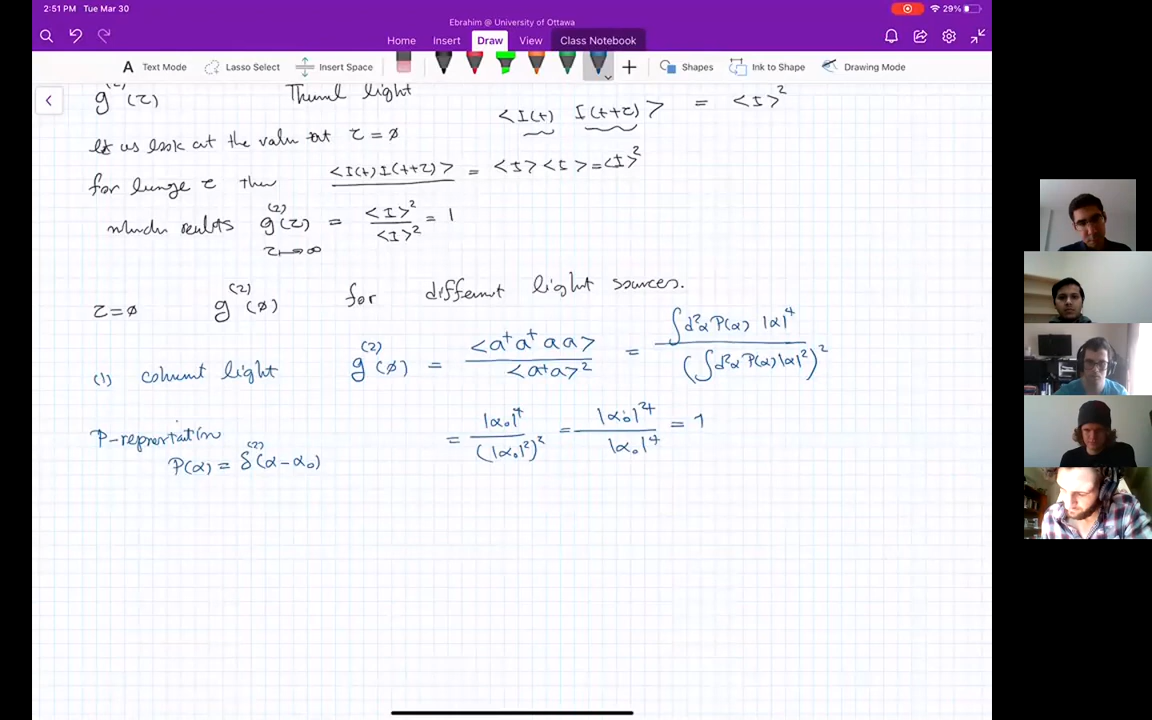 2:51 PM Tue Mar 30
29%
Ebrahim @ University of Ottawa
Home Insert Draw View Class Notebook
Text Mode Lasso Select Insert Space Shapes Ink to Shape Drawing Mode
g⁽²⁾(τ) Thermal light <I(t) I(t+τ)> = <I>²
let us look at the value at τ = ∅
for large τ then <I(t)I(t+τ)> = <I><I> = <I>²
which results g⁽²⁾(τ) = <I>²/<I>² = 1
τ→∞
τ=∅ g⁽²⁾(∅) for different light sources.
(1) coherent light g⁽²⁾(∅) = <a†a†aa>/<a†a>² = ∫d²α P(α) |α|⁴/(∫d²α P(α)|α|²)²
P-representation = |α₀|⁴/(|α₀|²)² = |α₀|⁴/|α₀|⁴ = 1
P(α) = δ⁽²⁾(α-α₀)